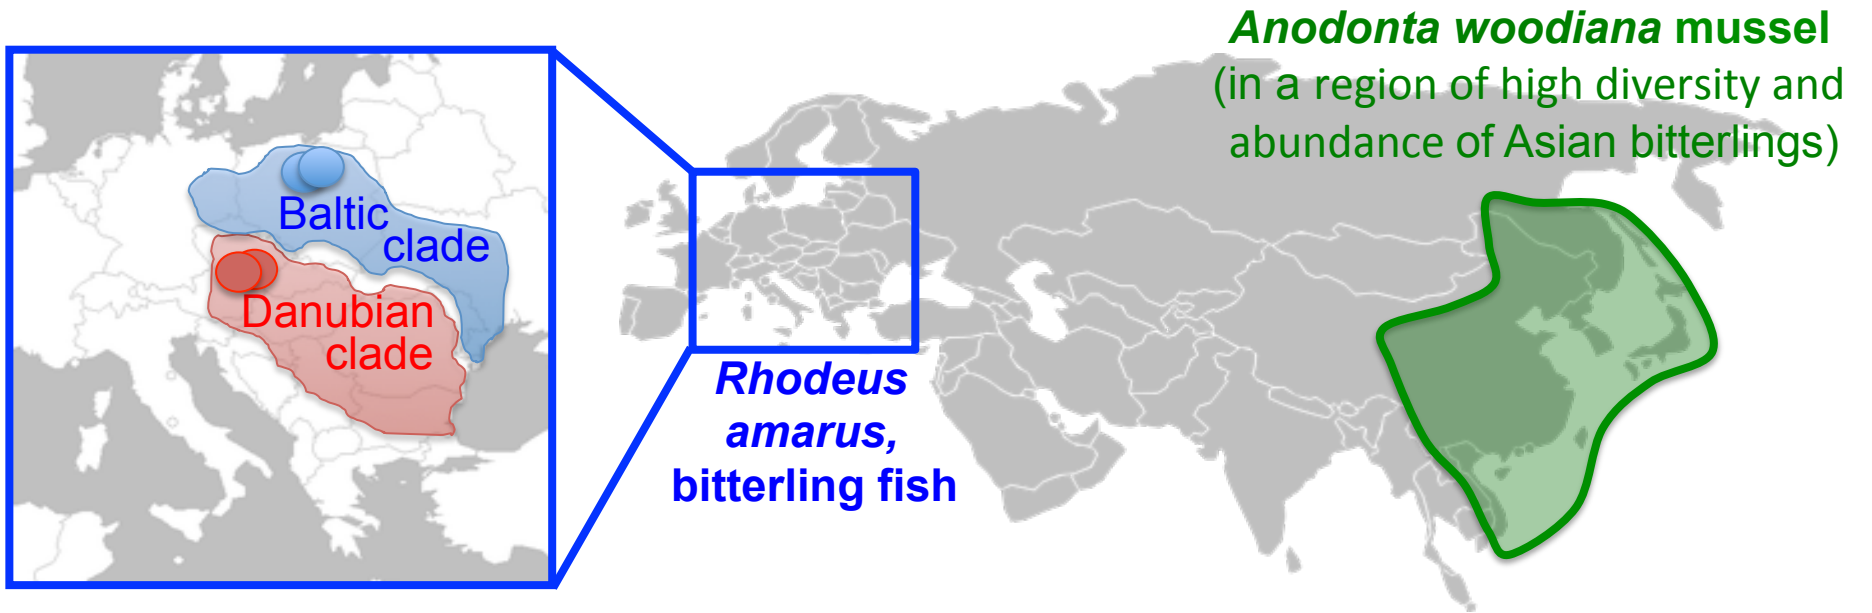 Anodonta woodiana mussel
(in a region of high diversity and
abundance of Asian bitterlings)
Baltic
clade
Danubian
clade
Rhodeus
amarus,
bitterling fish